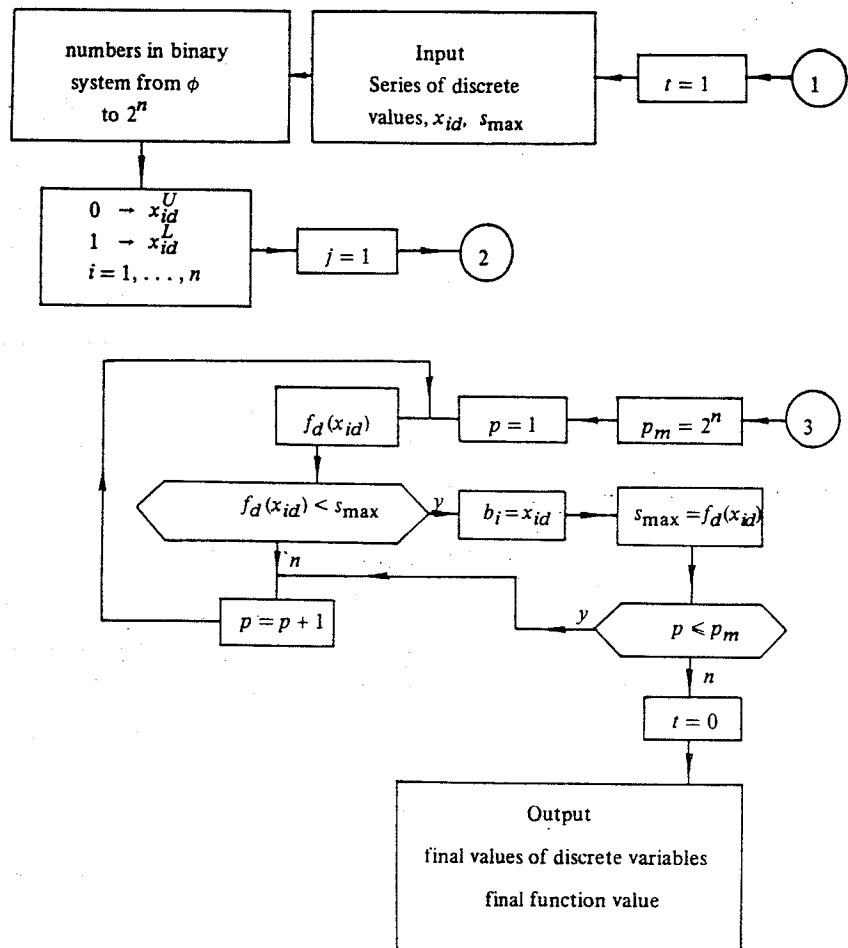 numbers in binary
system from ϕ
to 2ⁿ
Input
Series of discrete
values, x_id, s_max
t = 1
1
0 → x_id^U
1 → x_id^L
i = 1, . . . , n
j = 1
2
f_d(x_id)
p = 1
p_m = 2ⁿ
3
f_d(x_id) < s_max
y
b_i = x_id
s_max = f_d(x_id)
n
p = p + 1
y
p ⩽ p_m
n
t = 0
Output
final values of discrete variables
final function value